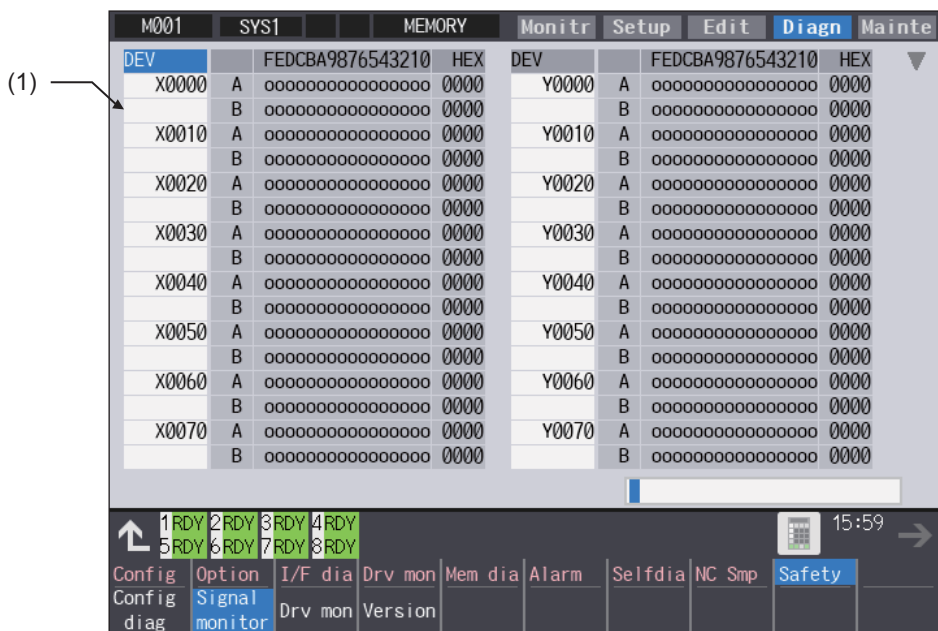 M001 SYS1 MEMORY Monitr Setup Edit Diagn Mainte
DEV FEDCBA9876543210 HEX DEV FEDCBA9876543210 HEX
(1)
X0000 A oooooooooooooooo 0000 Y0000 A oooooooooooooooo 0000
B oooooooooooooooo 0000 B oooooooooooooooo 0000
X0010 A oooooooooooooooo 0000 Y0010 A oooooooooooooooo 0000
B oooooooooooooooo 0000 B oooooooooooooooo 0000
X0020 A oooooooooooooooo 0000 Y0020 A oooooooooooooooo 0000
B oooooooooooooooo 0000 B oooooooooooooooo 0000
X0030 A oooooooooooooooo 0000 Y0030 A oooooooooooooooo 0000
B oooooooooooooooo 0000 B oooooooooooooooo 0000
X0040 A oooooooooooooooo 0000 Y0040 A oooooooooooooooo 0000
B oooooooooooooooo 0000 B oooooooooooooooo 0000
X0050 A oooooooooooooooo 0000 Y0050 A oooooooooooooooo 0000
B oooooooooooooooo 0000 B oooooooooooooooo 0000
X0060 A oooooooooooooooo 0000 Y0060 A oooooooooooooooo 0000
B oooooooooooooooo 0000 B oooooooooooooooo 0000
X0070 A oooooooooooooooo 0000 Y0070 A oooooooooooooooo 0000
B oooooooooooooooo 0000 B oooooooooooooooo 0000
1RDY 2RDY 3RDY 4RDY 15:59
5RDY 6RDY 7RDY 8RDY
Config Option I/F dia Drv mon Mem dia Alarm Selfdia NC Smp Safety
Config diag Signal monitor Drv mon Version